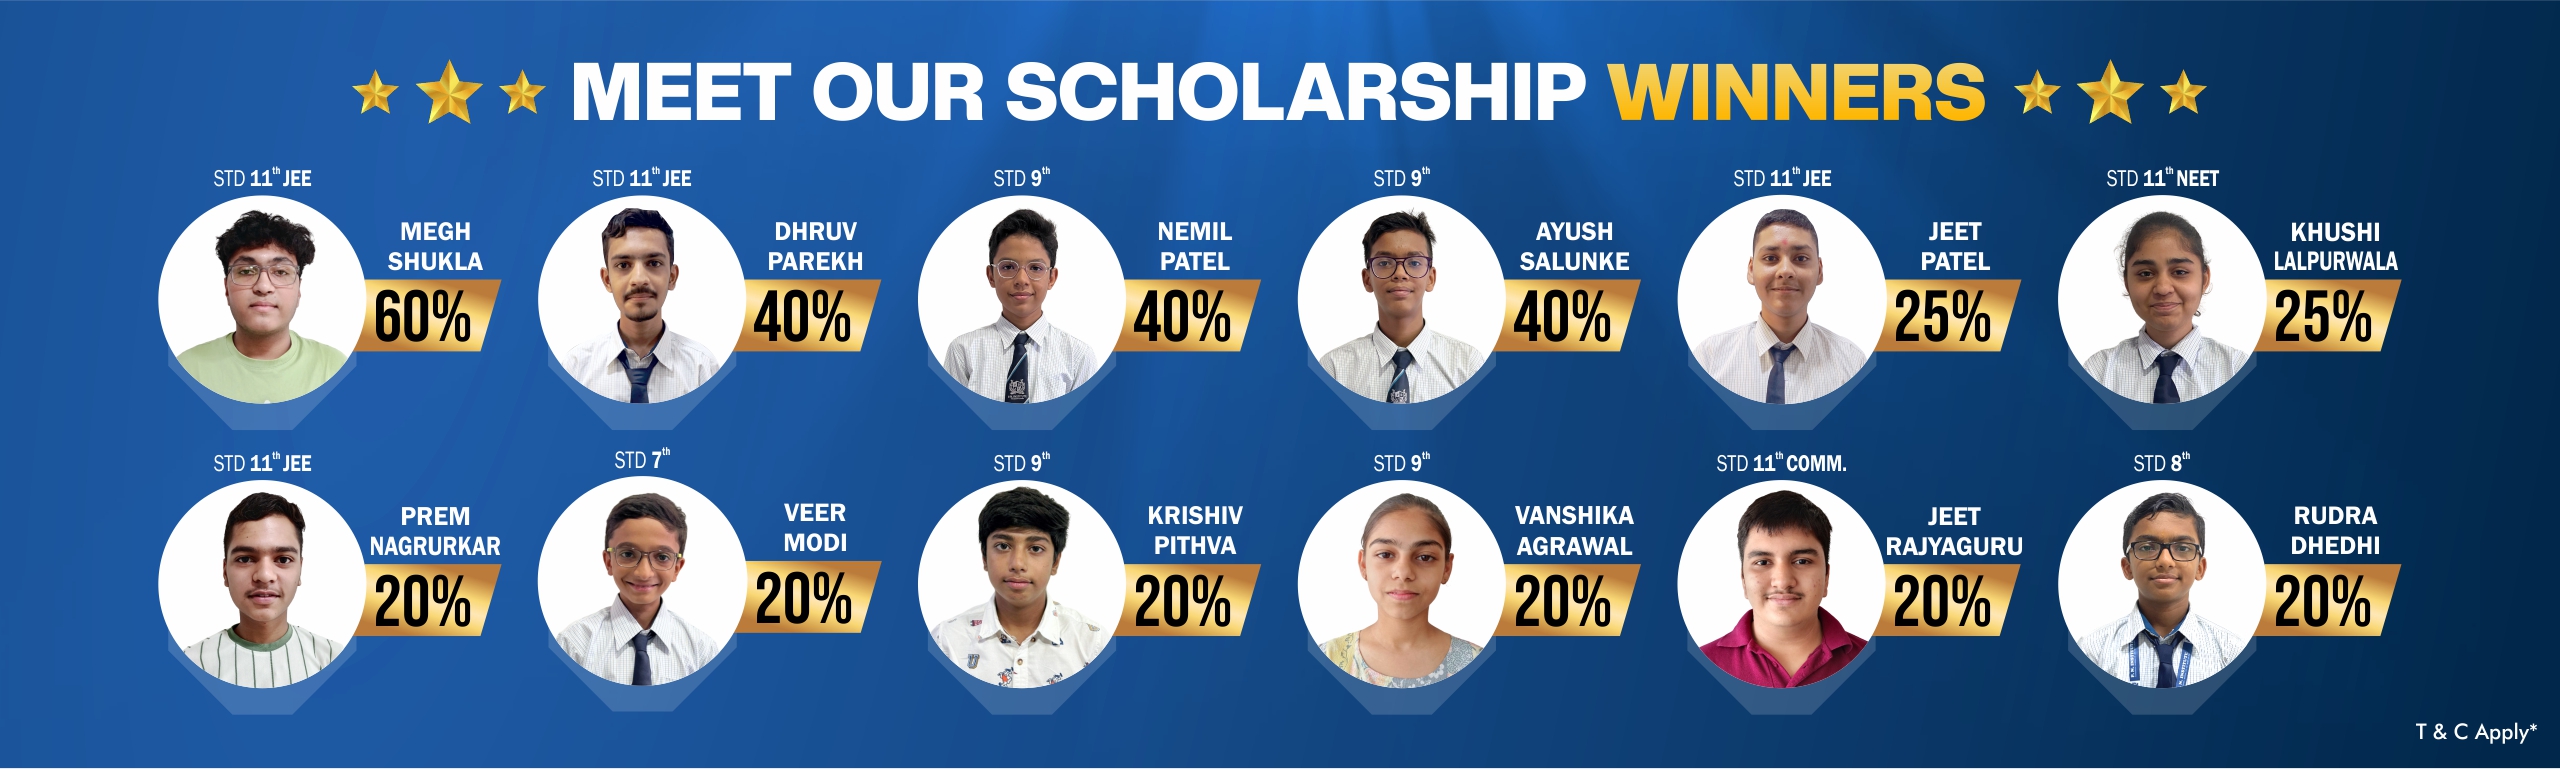 MEET OUR SCHOLARSHIP WINNERS
STD 11th JEE
MEGH
SHUKLA
60%
STD 11th JEE
DHRUV
PAREKH
40%
STD 9th
NEMIL
PATEL
40%
STD 9th
AYUSH
SALUNKE
40%
STD 11th JEE
JEET
PATEL
25%
STD 11th NEET
KHUSHI
LALPURWALA
25%
STD 11th JEE
PREM
NAGRURKAR
20%
STD 7th
VEER
MODI
20%
STD 9th
KRISHIV
PITHVA
20%
STD 9th
VANSHIKA
AGRAWAL
20%
STD 11th COMM.
JEET
RAJYAGURU
20%
STD 8th
RUDRA
DHEDHI
20%
T & C Apply*